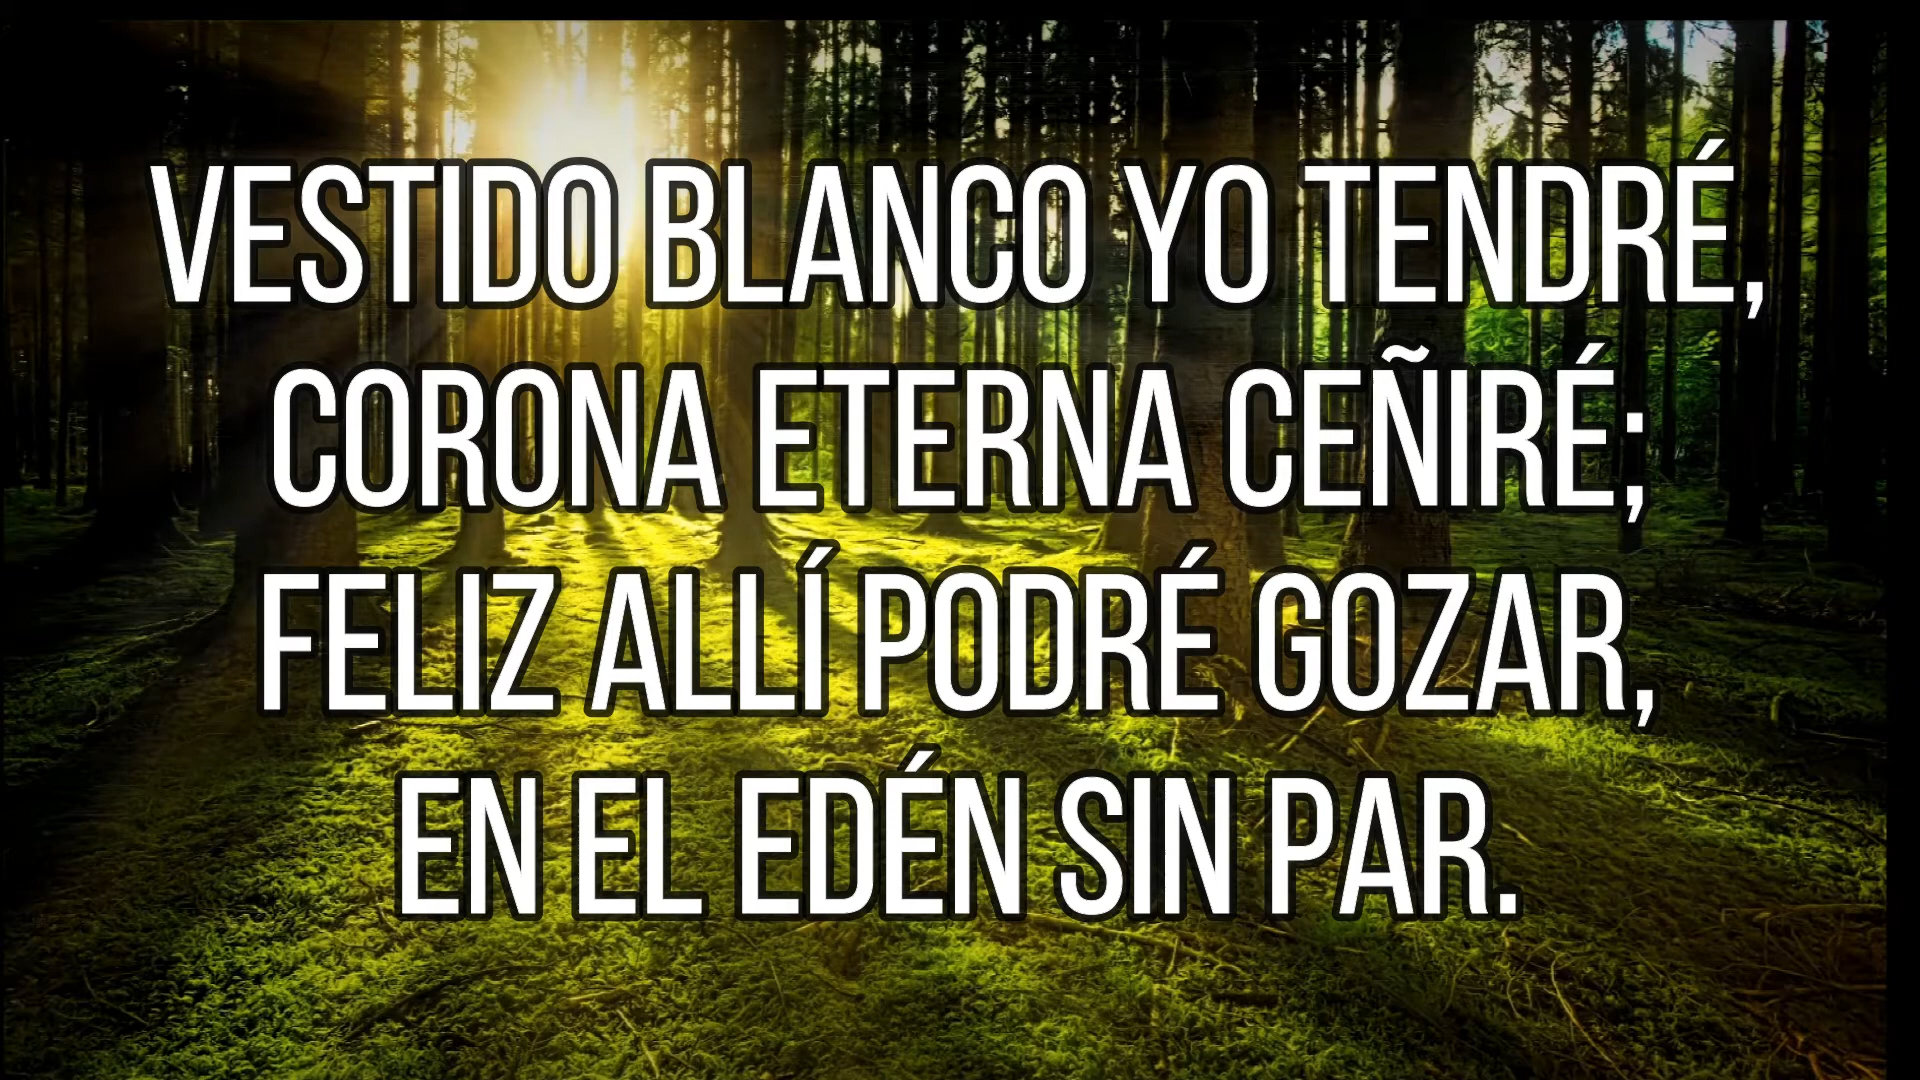 VESTIDO BLANCO YO TENDRÉ,
CORONA ETERNA CEÑIRÉ;
FELIZ ALLÍ PODRÉ GOZAR,
EN EL EDÉN SIN PAR.